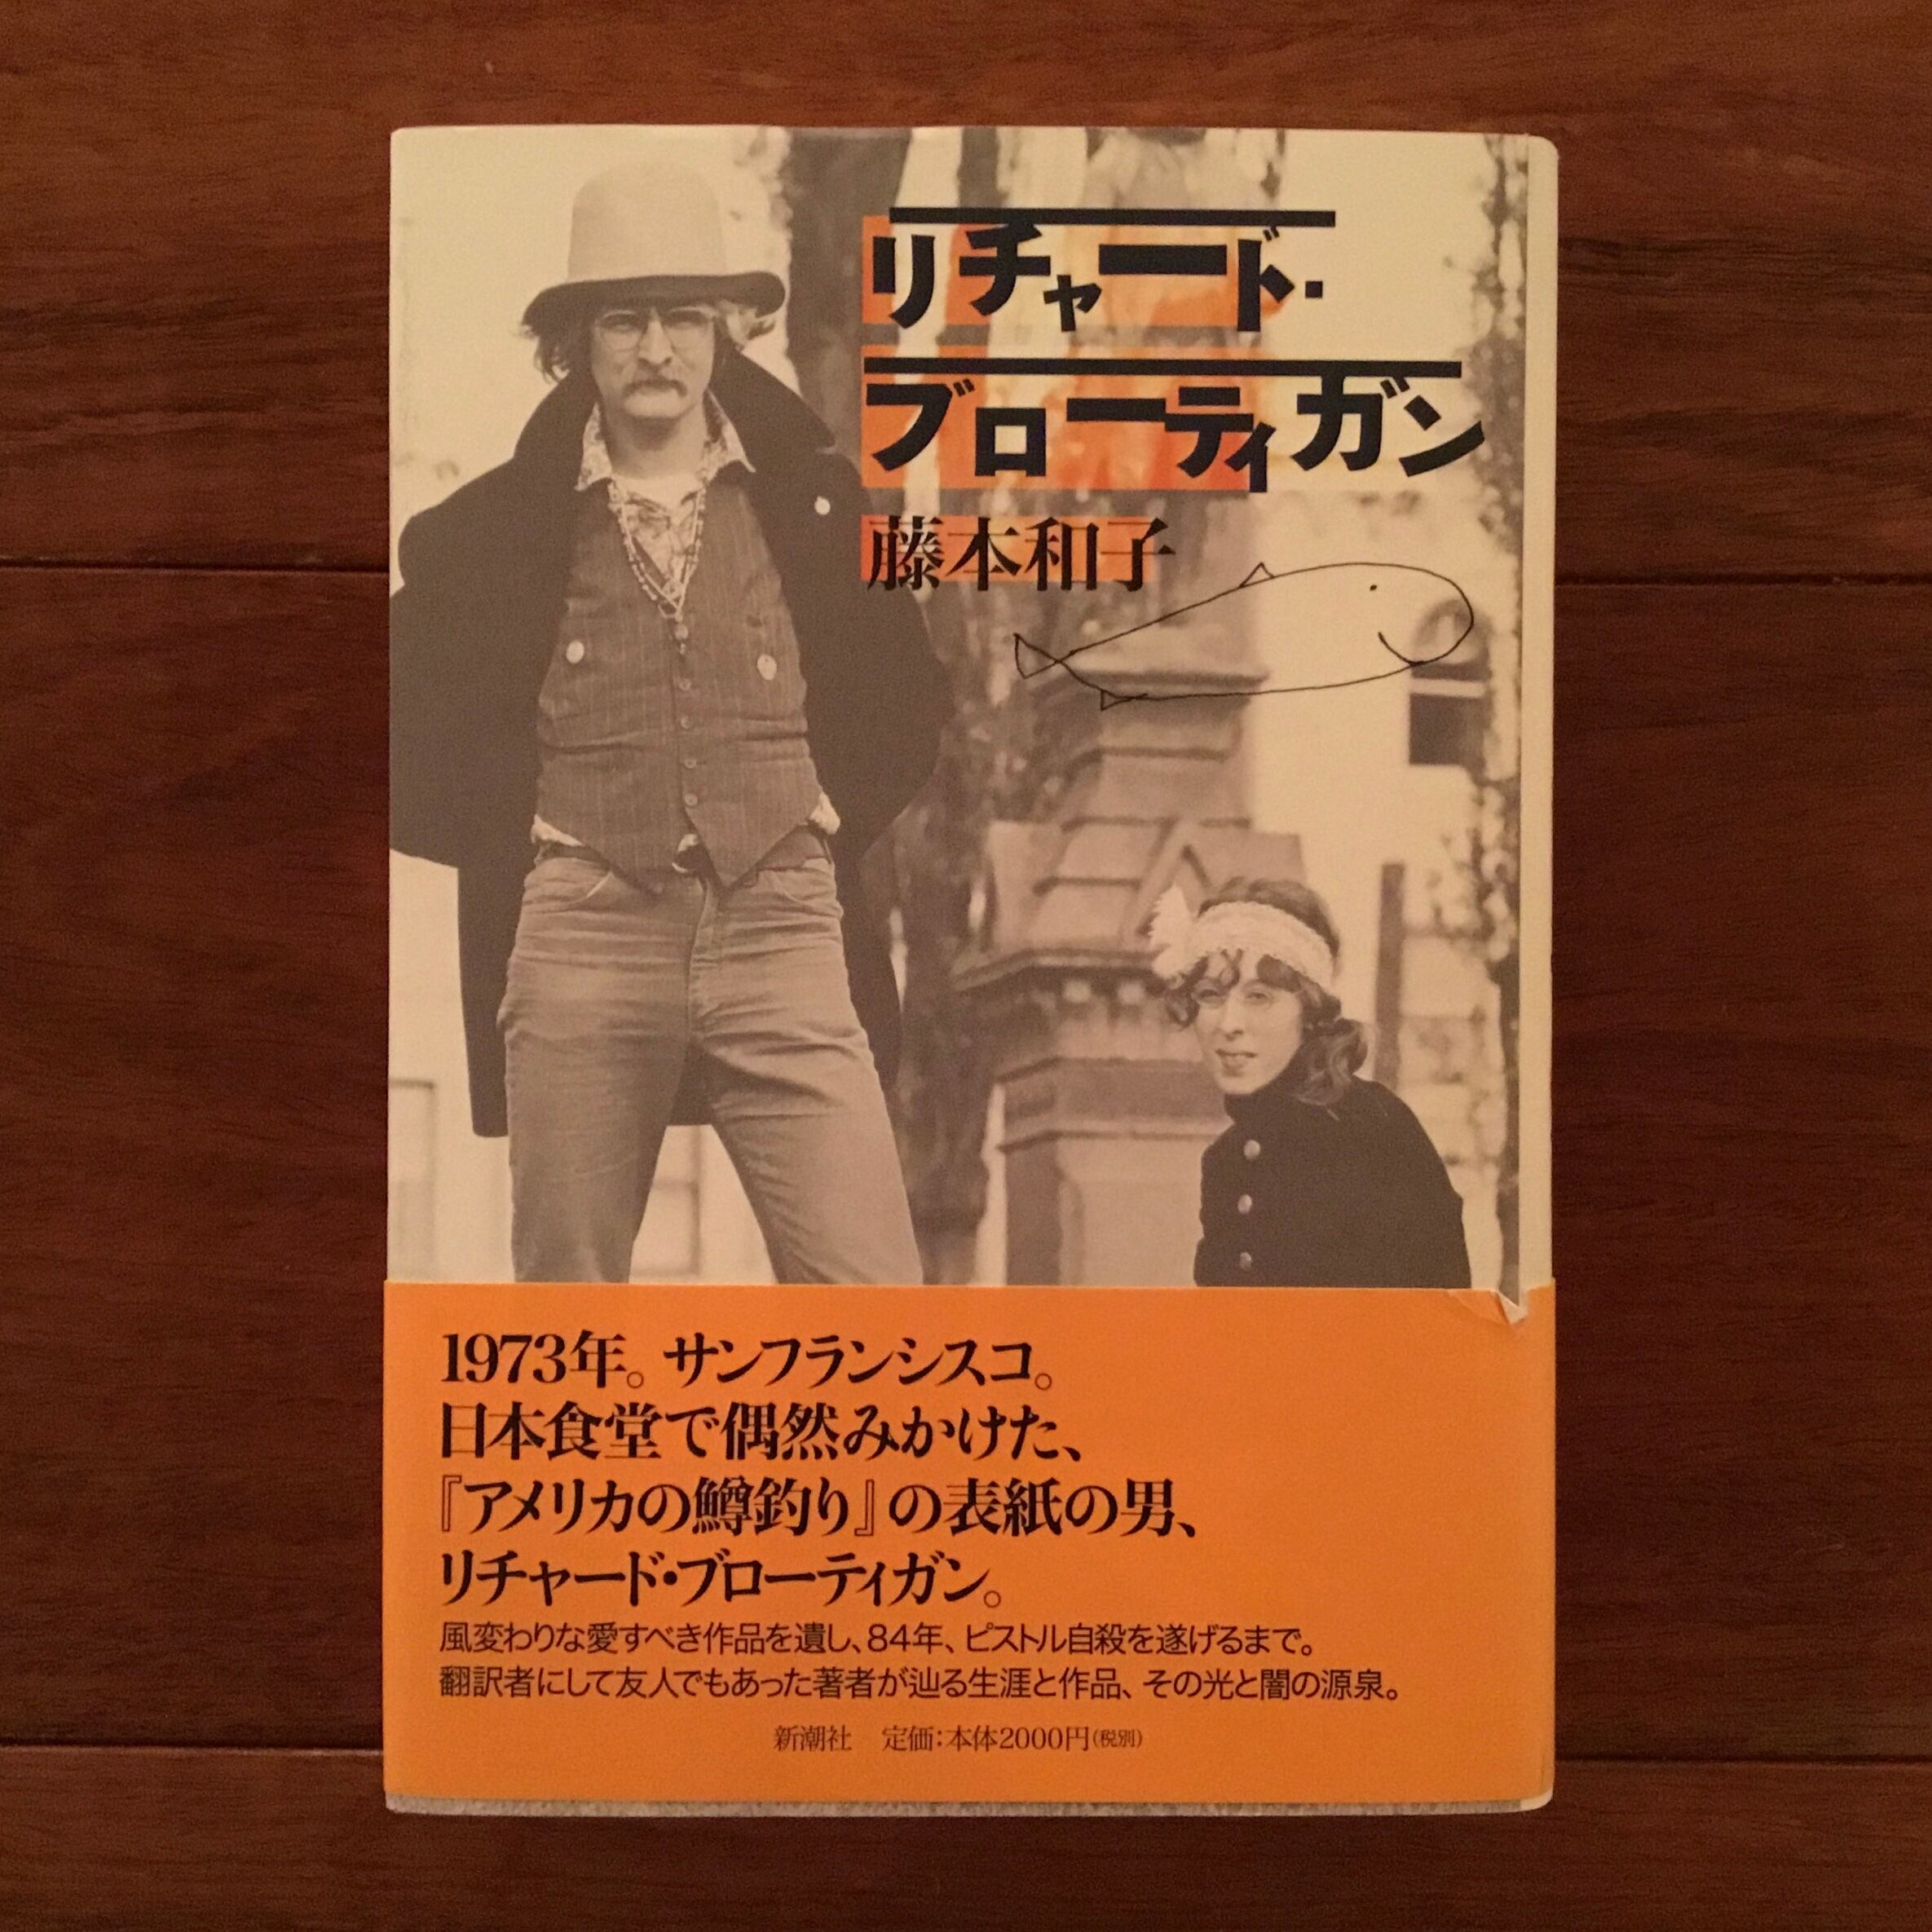 リチャード・
ブローティガン
藤本和子
1973年。サンフランシスコ。
日本食堂で偶然みかけた、
『アメリカの鱒釣り』の表紙の男、
リチャード・ブローティガン。
風変わりな愛すべき作品を遺し、84年、ピストル自殺を遂げるまで。
翻訳者にして友人でもあった著者が辿る生涯と作品、その光と闇の源泉。
新潮社　定価：本体2000円(税別)